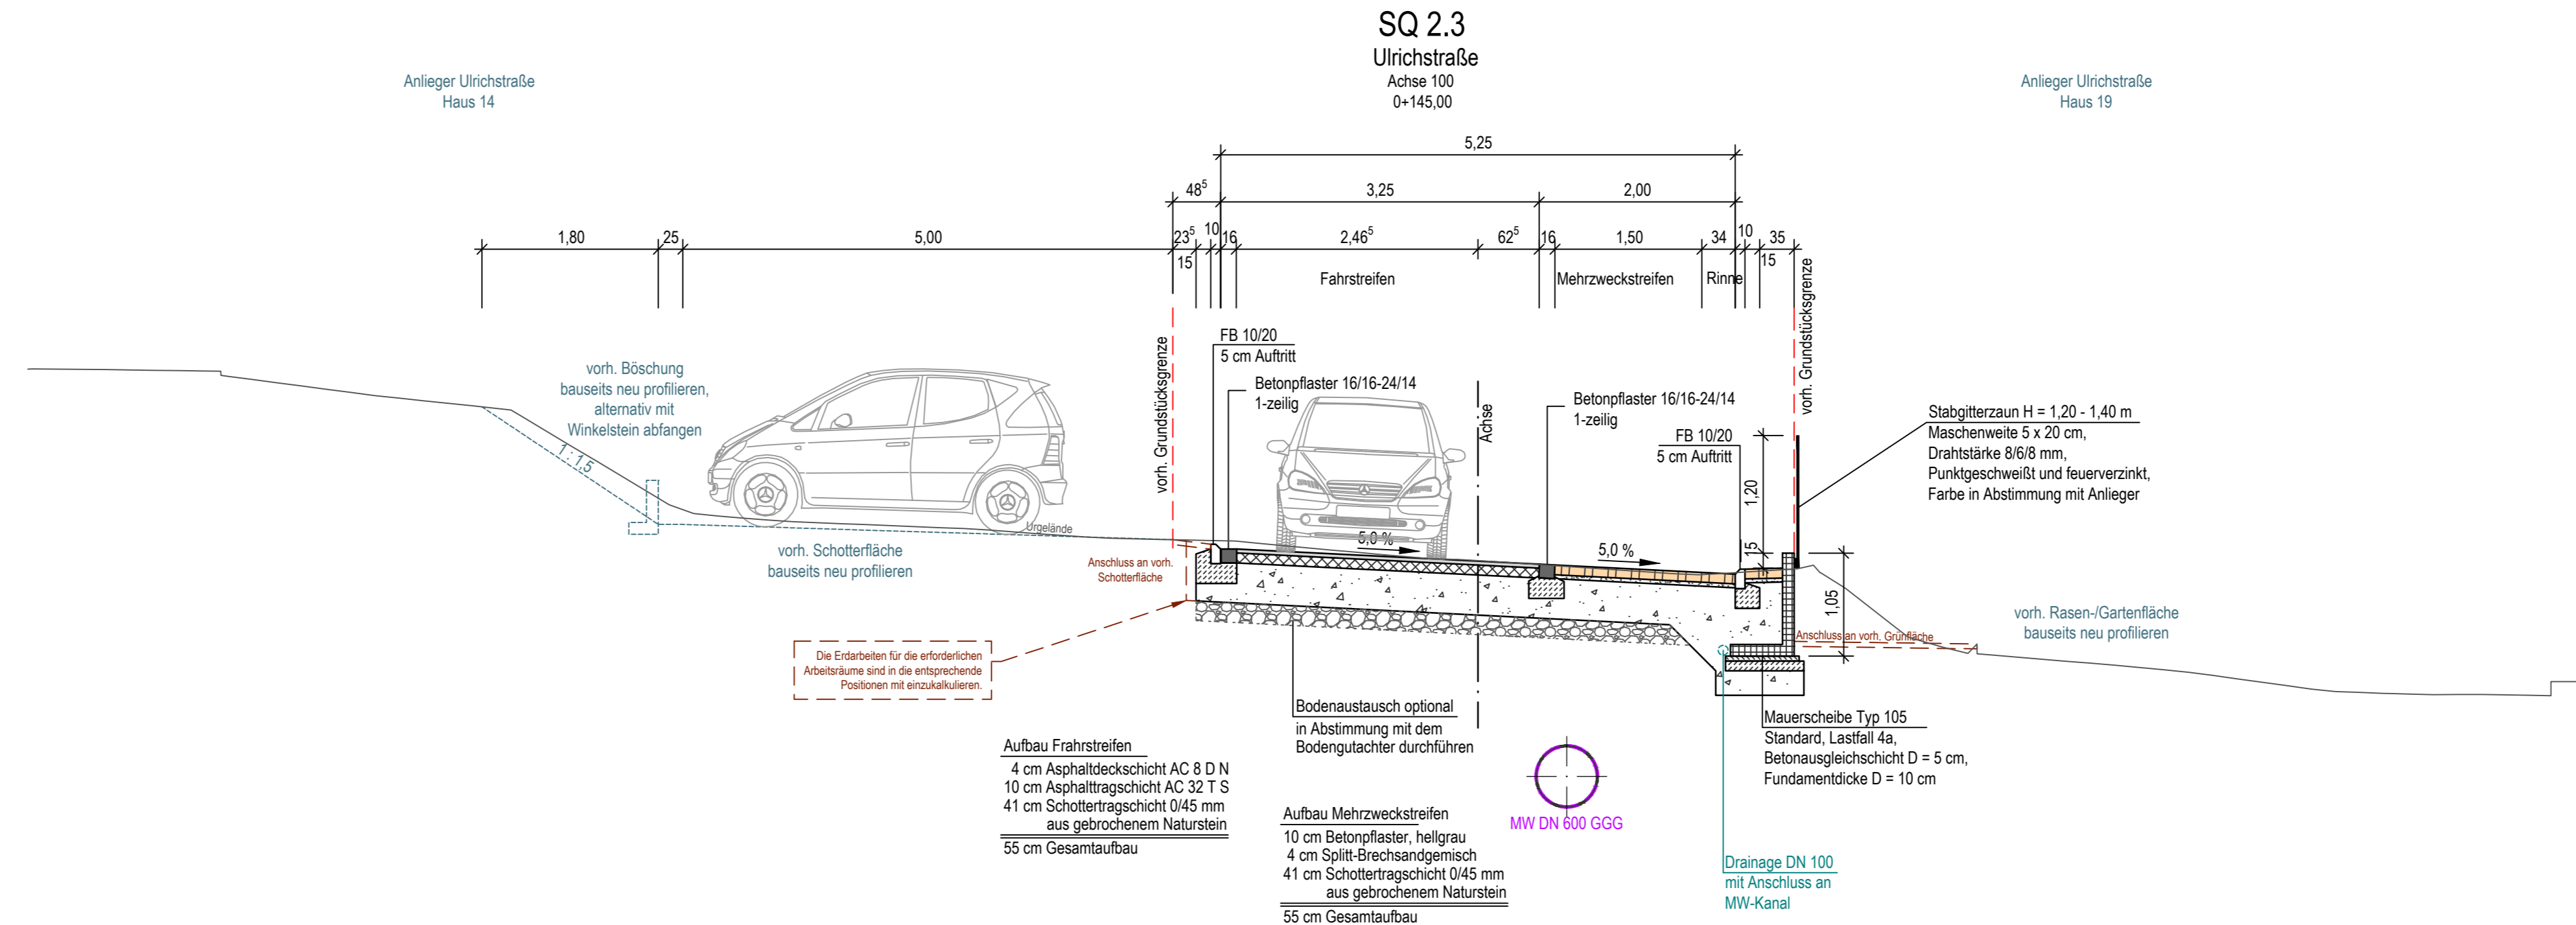 SQ 2.3
Ulrichstraße
Achse 100
0+145,00
Anlieger Ulrichstraße
Haus 14
Anlieger Ulrichstraße
Haus 19
5,25
48⁵
3,25
2,00
1,80
25
5,00
23⁵
15
10
16
2,46⁵
62⁵
16
1,50
34
10
15
35
Fahrstreifen
Mehrzweckstreifen
Rinne
vorh. Grundstücksgrenze
vorh. Grundstücksgrenze
FB 10/20
5 cm Auftritt
Betonpflaster 16/16-24/14
1-zeilig
Achse
Betonpflaster 16/16-24/14
1-zeilig
FB 10/20
5 cm Auftritt
1,20
15
1,05
Stabgitterzaun H = 1,20 - 1,40 m
Maschenweite 5 x 20 cm,
Drahtstärke 8/6/8 mm,
Punktgeschweißt und feuerverzinkt,
Farbe in Abstimmung mit Anlieger
vorh. Böschung
bauseits neu profilieren,
alternativ mit
Winkelstein abfangen
1 : 1,5
Urgelände
vorh. Schotterfläche
bauseits neu profilieren
Anschluss an vorh.
Schotterfläche
5,0 %
5,0 %
Anschluss an vorh. Grünfläche
vorh. Rasen-/Gartenfläche
bauseits neu profilieren
Die Erdarbeiten für die erforderlichen
Arbeitsräume sind in die entsprechende
Positionen mit einzukalkulieren.
Bodenaustausch optional
in Abstimmung mit dem
Bodengutachter durchführen
Mauerscheibe Typ 105
Standard, Lastfall 4a,
Betonausgleichschicht D = 5 cm,
Fundamentdicke D = 10 cm
Aufbau Frahrstreifen
4 cm Asphaltdeckschicht AC 8 D N
10 cm Asphalttragschicht AC 32 T S
41 cm Schottertragschicht 0/45 mm
aus gebrochenem Naturstein
55 cm Gesamtaufbau
Aufbau Mehrzweckstreifen
10 cm Betonpflaster, hellgrau
4 cm Splitt-Brechsandgemisch
41 cm Schottertragschicht 0/45 mm
aus gebrochenem Naturstein
55 cm Gesamtaufbau
MW DN 600 GGG
Drainage DN 100
mit Anschluss an
MW-Kanal